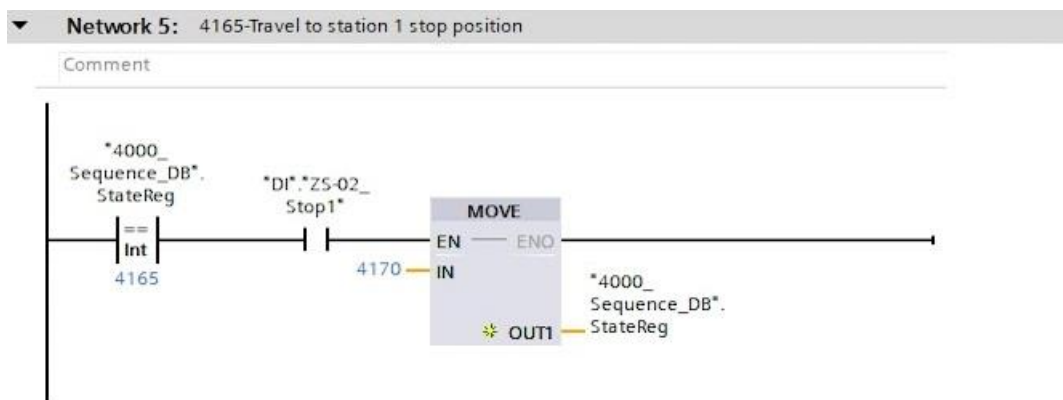 Network 5: 4165-Travel to station 1 stop position
Comment
"4000_
Sequence_DB".
StateReg
==
Int
4165
"DI"."ZS-02_
Stop1"
MOVE
EN ENO
4170 IN
OUT1
"4000_
Sequence_DB".
StateReg